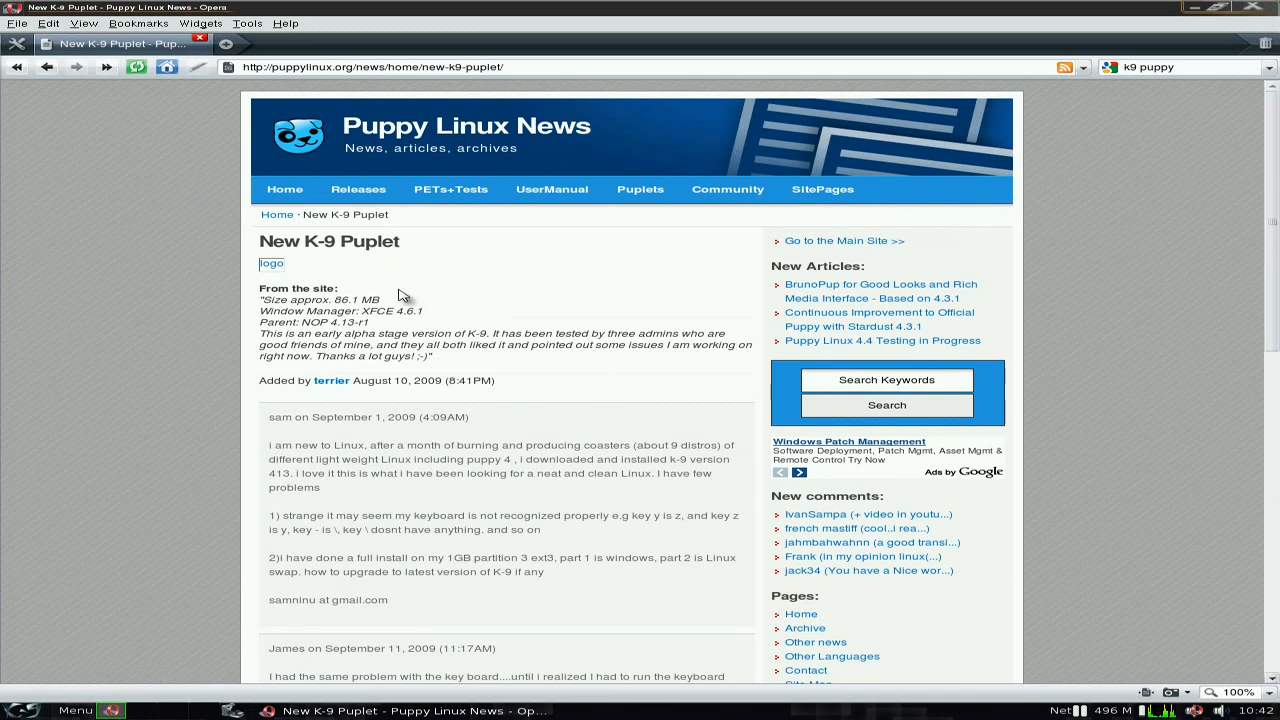 New K-9 Puplet - Puppy Linux News - Opera
File Edit View Bookmarks Widgets Tools Help
New K-9 Puplet - Pup...
http://puppylinux.org/news/home/new-k9-puplet/
k9 puppy
Puppy Linux News
News, articles, archives
Home Releases PETs+Tests UserManual Puplets Community SitePages
Home · New K-9 Puplet
New K-9 Puplet
logo
From the site:
"Size approx. 86.1 MB
Window Manager: XFCE 4.6.1
Parent: NOP 4.13-r1
This is an early alpha stage version of K-9. It has been tested by three admins who are
good friends of mine, and they all both liked it and pointed out some issues I am working on
right now. Thanks a lot guys! ;-)"
Added by terrier August 10, 2009 (8:41PM)
sam on September 1, 2009 (4:09AM)
i am new to Linux, after a month of burning and producing coasters (about 9 distros) of
different light weight Linux including puppy 4 , i downloaded and installed k-9 version
413. i love it this is what i have been looking for a neat and clean Linux. I have few
problems
1) strange it may seem my keyboard is not recognized properly e.g key y is z, and key z
is y, key - is \, key \ dosnt have anything. and so on
2)i have done a full install on my 1GB partition 3 ext3, part 1 is windows, part 2 is Linux
swap. how to upgrade to latest version of K-9 if any
samninu at gmail.com
James on September 11, 2009 (11:17AM)
I had the same problem with the key board....until i realized I had to run the keyboard
Go to the Main Site >>
New Articles:
BrunoPup for Good Looks and Rich
Media Interface - Based on 4.3.1
Continuous Improvement to Official
Puppy with Stardust 4.3.1
Puppy Linux 4.4 Testing in Progress
Search Keywords
Search
Windows Patch Management
Software Deployment, Patch Mgmt, Asset Mgmt &
Remote Control Try Now
Ads by Google
New comments:
IvanSampa (+ video in youtu...)
french mastiff (cool..i rea...)
jahmbahwahnn (a good transi...)
Frank (in my opinion linux(...)
jack34 (You have a Nice wor...)
Pages:
Home
Archive
Other news
Other Languages
Contact
100%
Menu
New K-9 Puplet - Puppy Linux News - Op...
Net 496 M 10:42